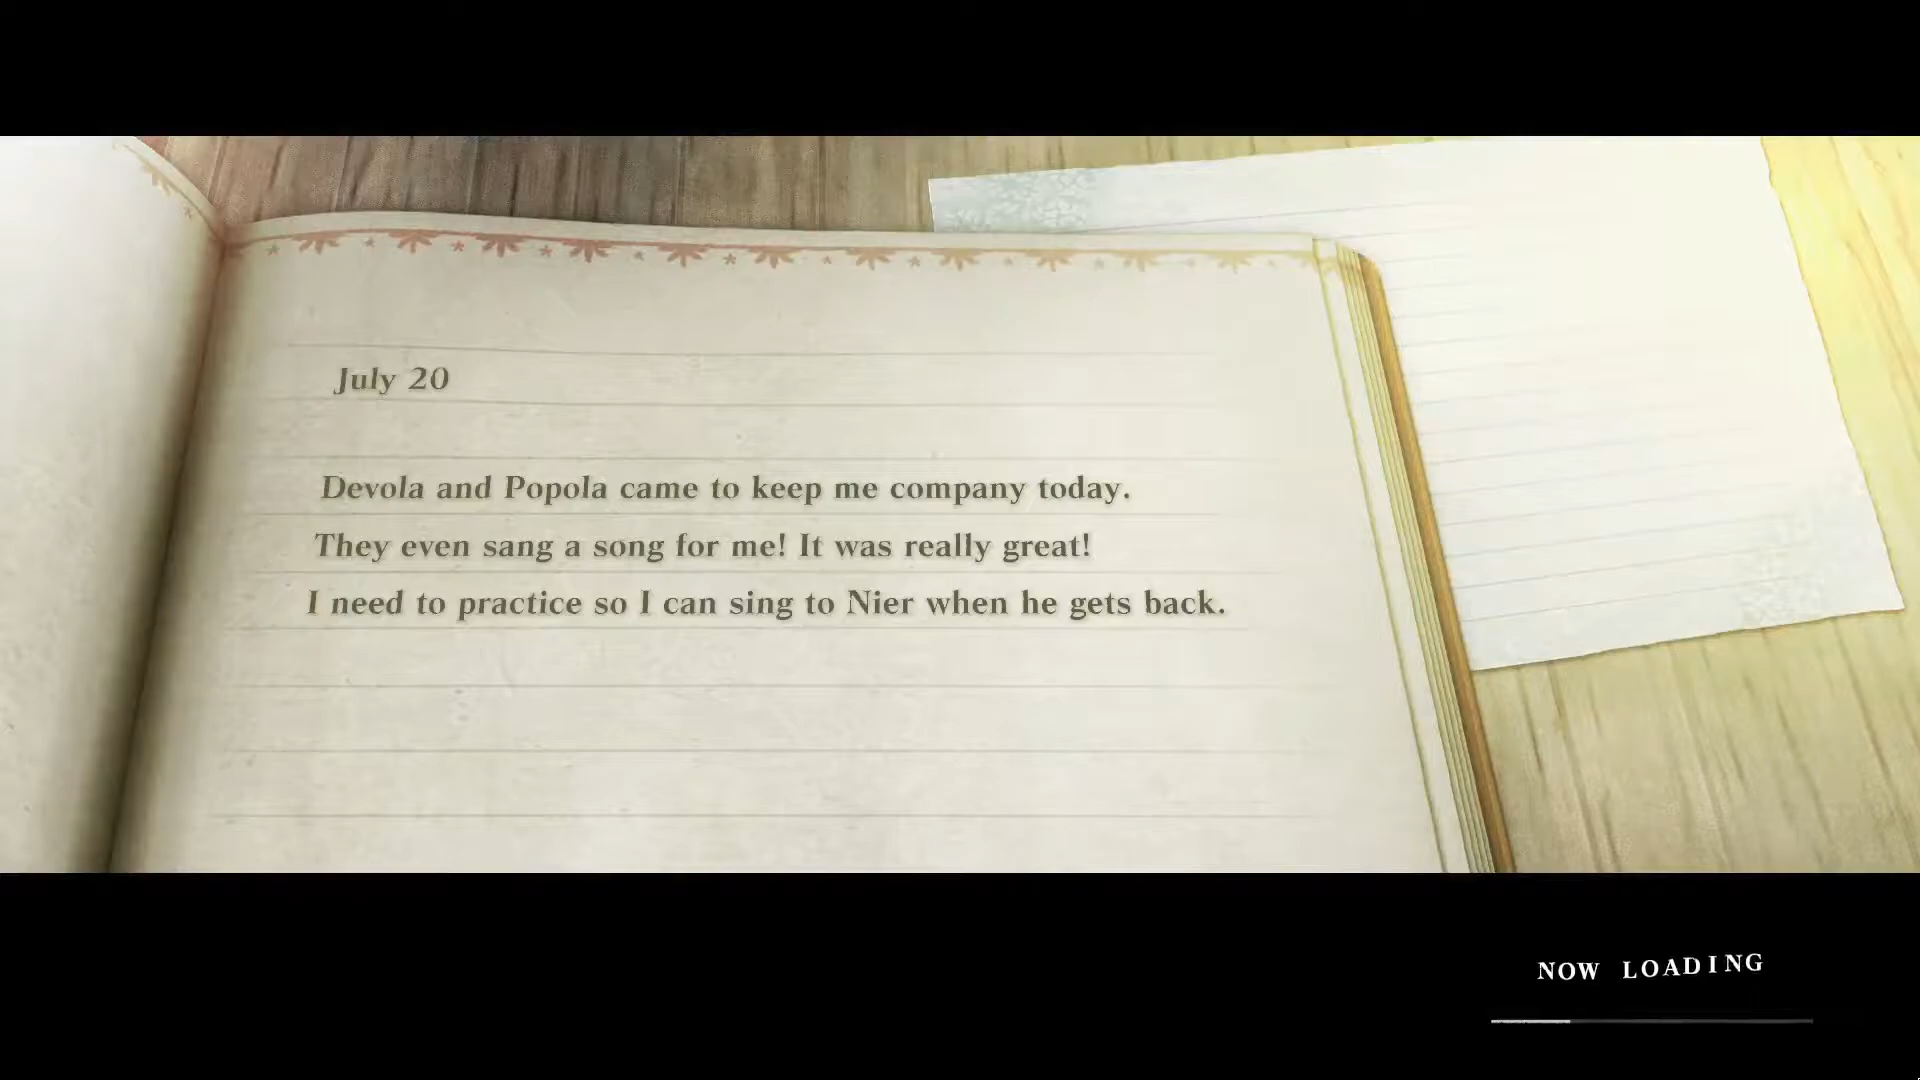 July 20
Devola and Popola came to keep me company today.
They even sang a song for me! It was really great!
I need to practice so I can sing to Nier when he gets back.
NOW LOADING